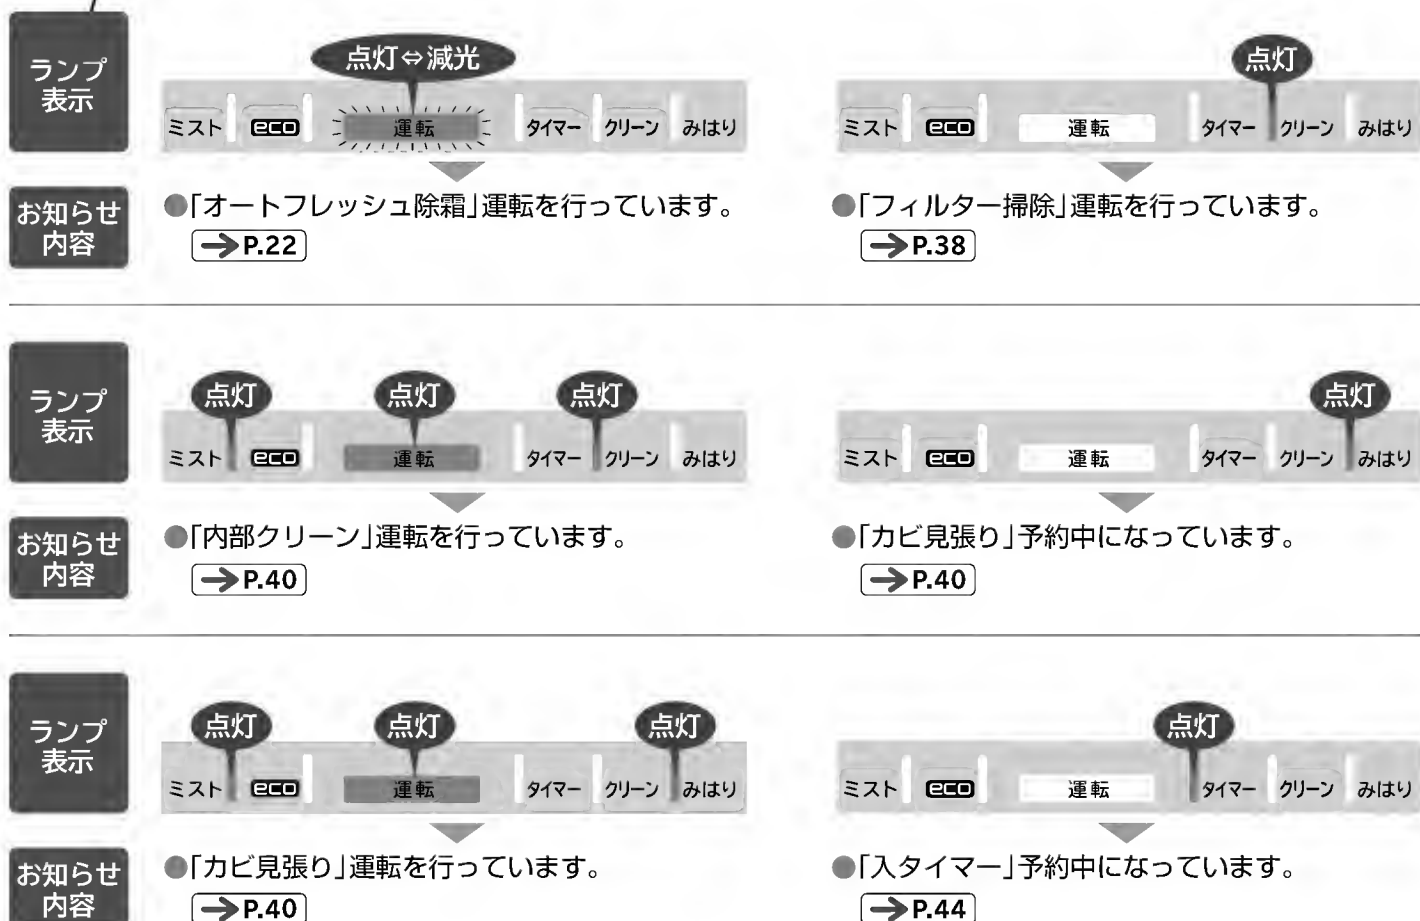 ランプ
表示
点灯⇔減光
ミスト eco 運転 タイマー クリーン みはり
点灯
ミスト eco 運転 タイマー クリーン みはり
お知らせ
内容
●「オートフレッシュ除霜」運転を行っています。
→P.22
●「フィルター掃除」運転を行っています。
→P.38
ランプ
表示
点灯 点灯 点灯
ミスト eco 運転 タイマー クリーン みはり
点灯
ミスト eco 運転 タイマー クリーン みはり
お知らせ
内容
●「内部クリーン」運転を行っています。
→P.40
●「カビ見張り」予約中になっています。
→P.40
ランプ
表示
点灯 点灯 点灯
ミスト eco 運転 タイマー クリーン みはり
点灯
ミスト eco 運転 タイマー クリーン みはり
お知らせ
内容
●「カビ見張り」運転を行っています。
→P.40
●「入タイマー」予約中になっています。
→P.44